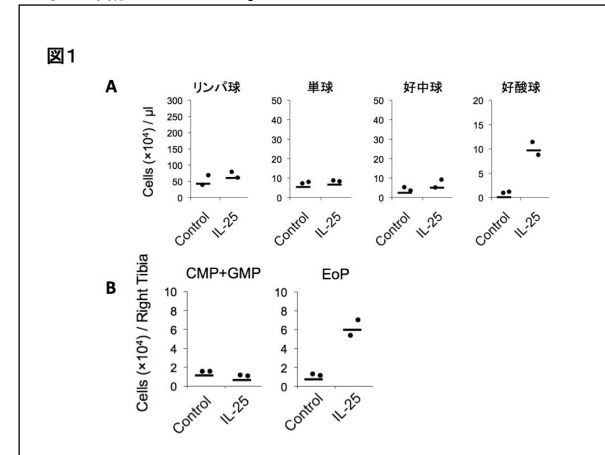 図1
A
リンパ球
単球
好中球
好酸球
Cells (×10⁴) / μl
300
250
200
150
100
50
0
50
40
30
20
10
0
50
40
30
20
10
0
20
15
10
5
0
Control
IL-25
Control
IL-25
Control
IL-25
Control
IL-25
B
CMP+GMP
EoP
Cells (×10⁴) / Right Tibia
10
8
6
4
2
0
10
8
6
4
2
0
Control
IL-25
Control
IL-25